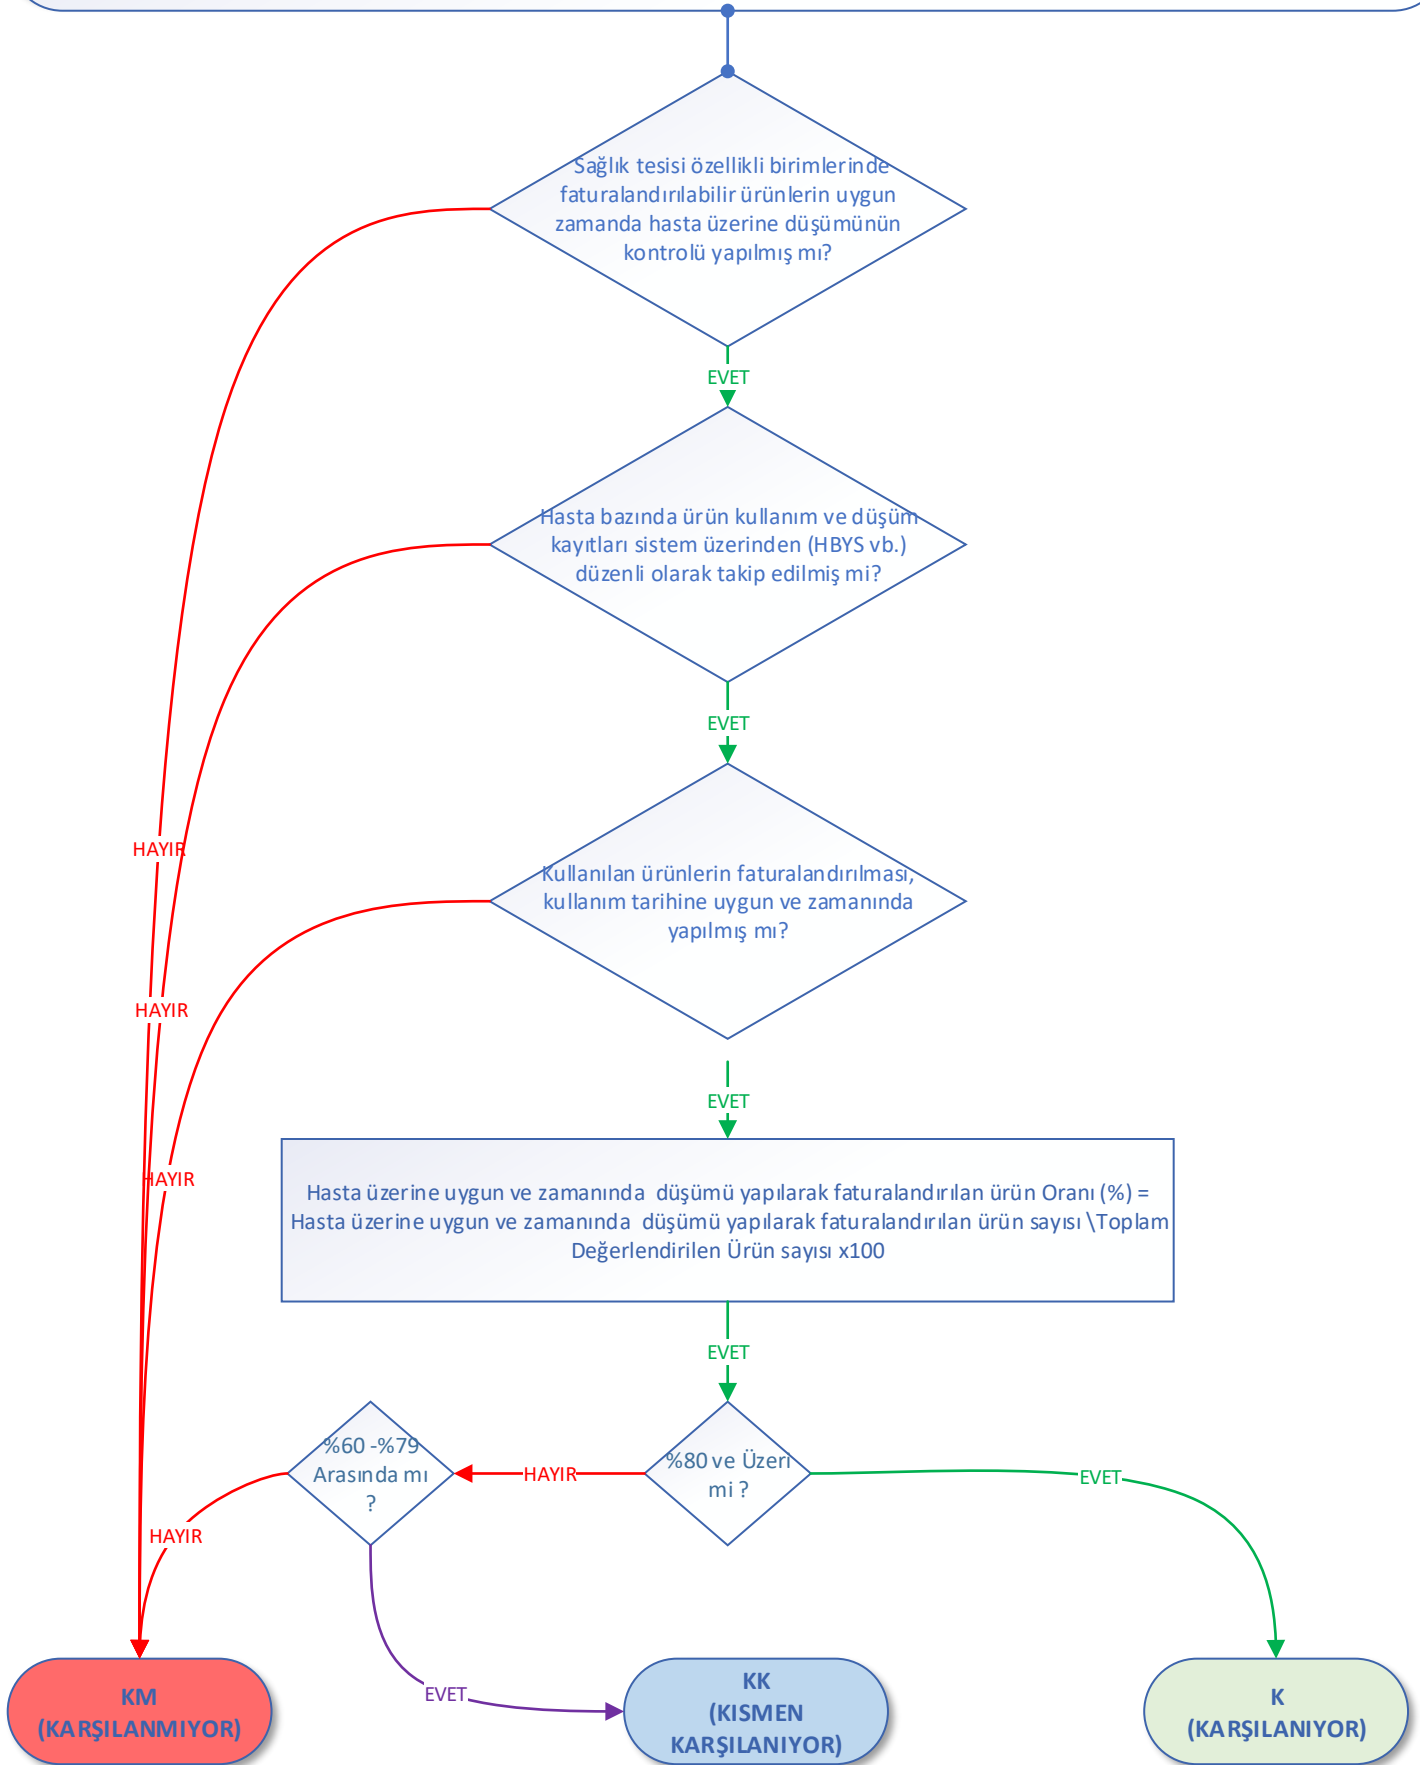 Sağlık tesisi özellikli birimlerinde
faturalandırılabilir ürünlerin uygun
zamanda hasta üzerine düşümünün
kontrolü yapılmış mı?
EVET
Hasta bazında ürün kullanım ve düşüm
kayıtları sistem üzerinden (HBYS vb.)
düzenli olarak takip edilmiş mi?
EVET
HAYIR
Kullanılan ürünlerin faturalandırılması,
kullanım tarihine uygun ve zamanında
yapılmış mı?
HAYIR
EVET
HAYIR
Hasta üzerine uygun ve zamanında  düşümü yapılarak faturalandırılan ürün Oranı (%) =
Hasta üzerine uygun ve zamanında  düşümü yapılarak faturalandırılan ürün sayısı \Toplam
Değerlendirilen Ürün sayısı x100
EVET
%60 -%79
Arasında mı
?
HAYIR
%80 ve Üzeri
mi ?
EVET
HAYIR
EVET
KM
(KARŞILANMIYOR)
KK
(KISMEN
KARŞILANIYOR)
K
(KARŞILANIYOR)